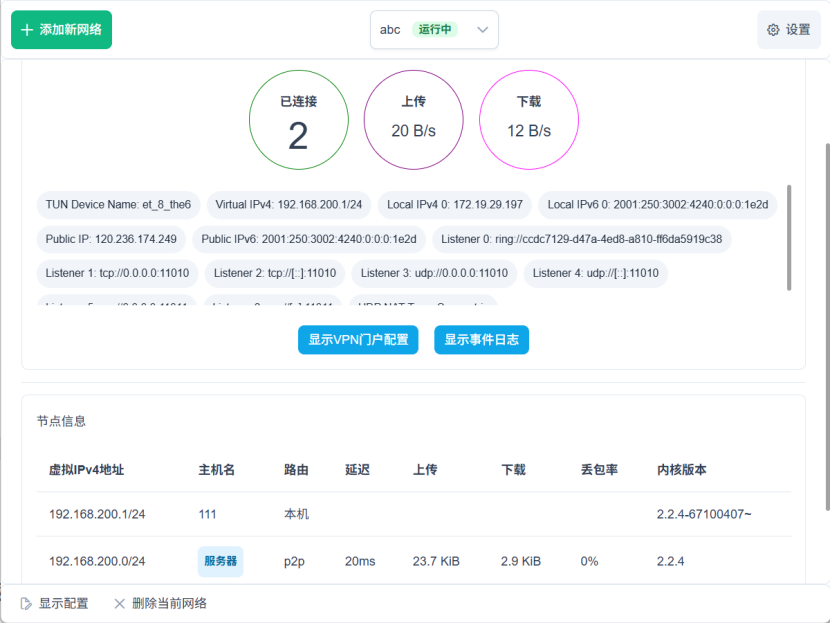 添加新网络 abc 运行中 设置
已连接 上传 下载
2 20 B/s 12 B/s
TUN Device Name: et_8_the6 Virtual IPv4: 192.168.200.1/24 Local IPv4 0: 172.19.29.197 Local IPv6 0: 2001:250:3002:4240:0:0:0:1e2d
Public IP: 120.236.174.249 Public IPv6: 2001:250:3002:4240:0:0:0:1e2d Listener 0: ring://ccdc7129-d47a-4ed8-a810-ff6da5919c38
Listener 1: tcp://0.0.0.0:11010 Listener 2: tcp://[::]:11010 Listener 3: udp://0.0.0.0:11010 Listener 4: udp://[::]:11010
显示VPN门户配置 显示事件日志
节点信息
虚拟IPv4地址 主机名 路由 延迟 上传 下载 丢包率 内核版本
192.168.200.1/24 111 本机 2.2.4-67100407~
192.168.200.0/24 服务器 p2p 20ms 23.7 KiB 2.9 KiB 0% 2.2.4
显示配置 删除当前网络